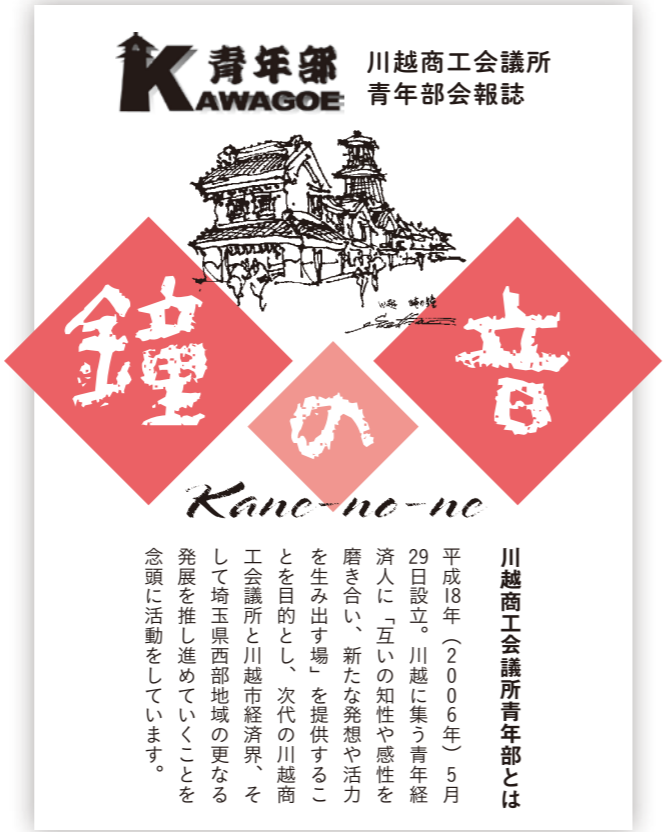 青年部
KAWAGOE
川越商工会議所
青年部会報誌
川越 時の鐘
鐘の音
Kane-no-ne
川越商工会議所青年部とは
平成18年（2006年）5月
29日設立。川越に集う青年経
済人に「互いの知性や感性を
磨き合い、新たな発想や活力
を生み出す場」を提供するこ
とを目的とし、次代の川越商
工会議所と川越市経済界、そ
して埼玉県西部地域の更なる
発展を推し進めていくことを
念頭に活動をしています。